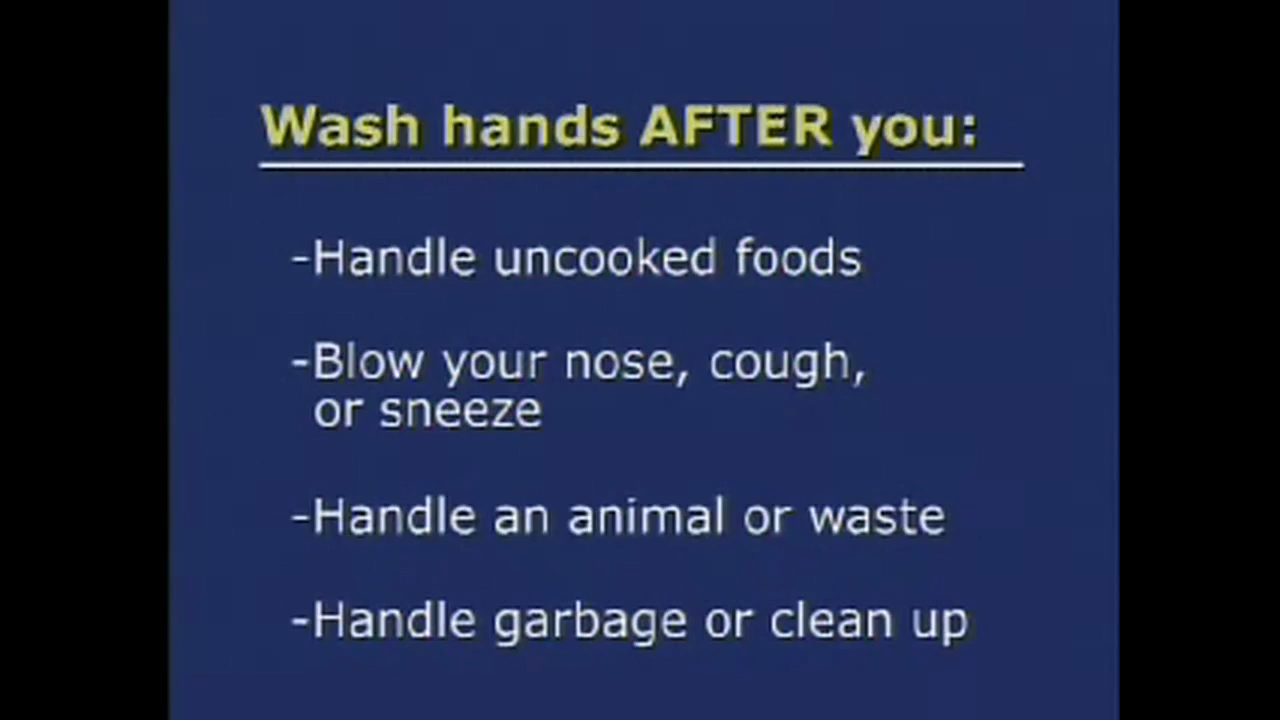 Wash hands AFTER you:
-Handle uncooked foods
-Blow your nose, cough,
or sneeze
-Handle an animal or waste
-Handle garbage or clean up